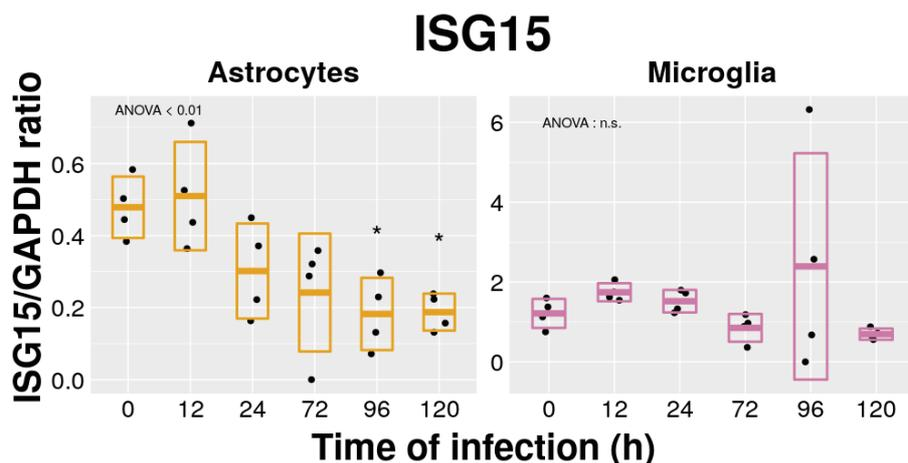 ISG15
Astrocytes
Microglia
ISG15/GAPDH ratio
ANOVA < 0.01
0.6
0.4
0.2
0.0
*
*
0 12 24 72 96 120
ANOVA : n.s.
6
4
2
0
0 12 24 72 96 120
Time of infection (h)